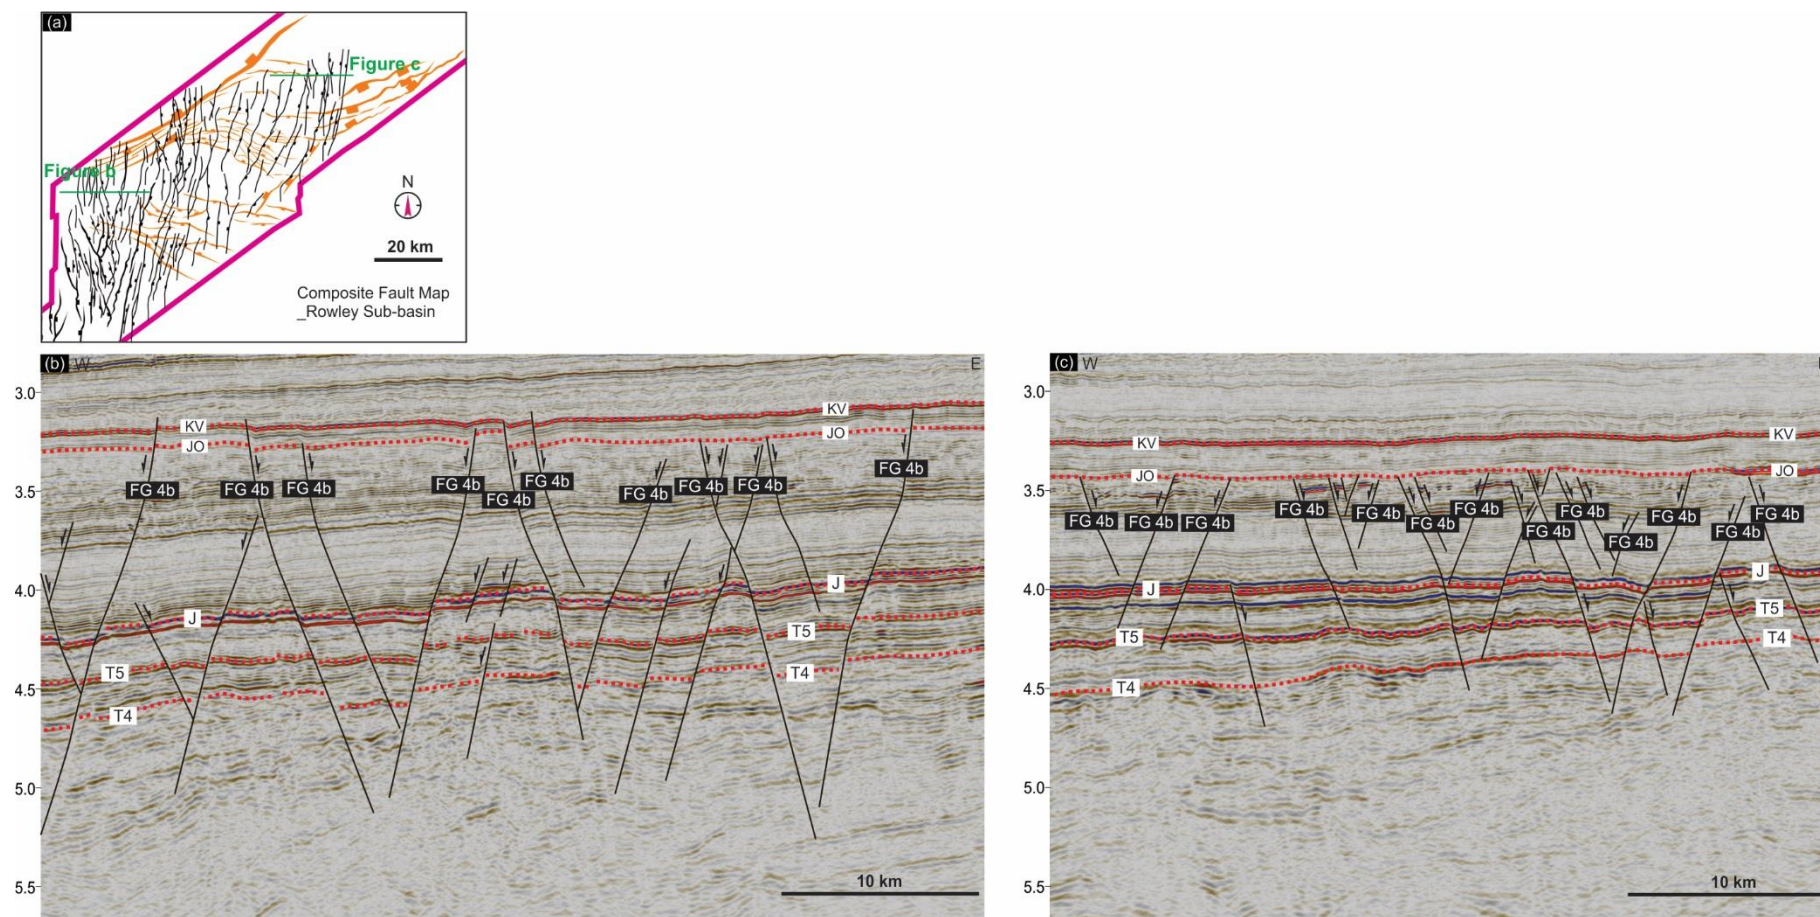 (a)
Figure c
Figure b
N
20 km
Composite Fault Map
_Rowley Sub-basin
(b) W
E
3.0
3.5
4.0
4.5
5.0
5.5
KV
KV
JO
JO
FG 4b
FG 4b
FG 4b
FG 4b
FG 4b
FG 4b
FG 4b
FG 4b
FG 4b
FG 4b
J
J
T5
T5
T4
T4
10 km
(c) W
3.0
3.5
4.0
4.5
5.0
5.5
KV
KV
JO
JO
FG 4b
FG 4b
FG 4b
FG 4b
FG 4b
FG 4b
FG 4b
FG 4b
FG 4b
FG 4b
FG 4b
FG 4b
FG 4b
J
J
T5
T5
T4
T4
10 km